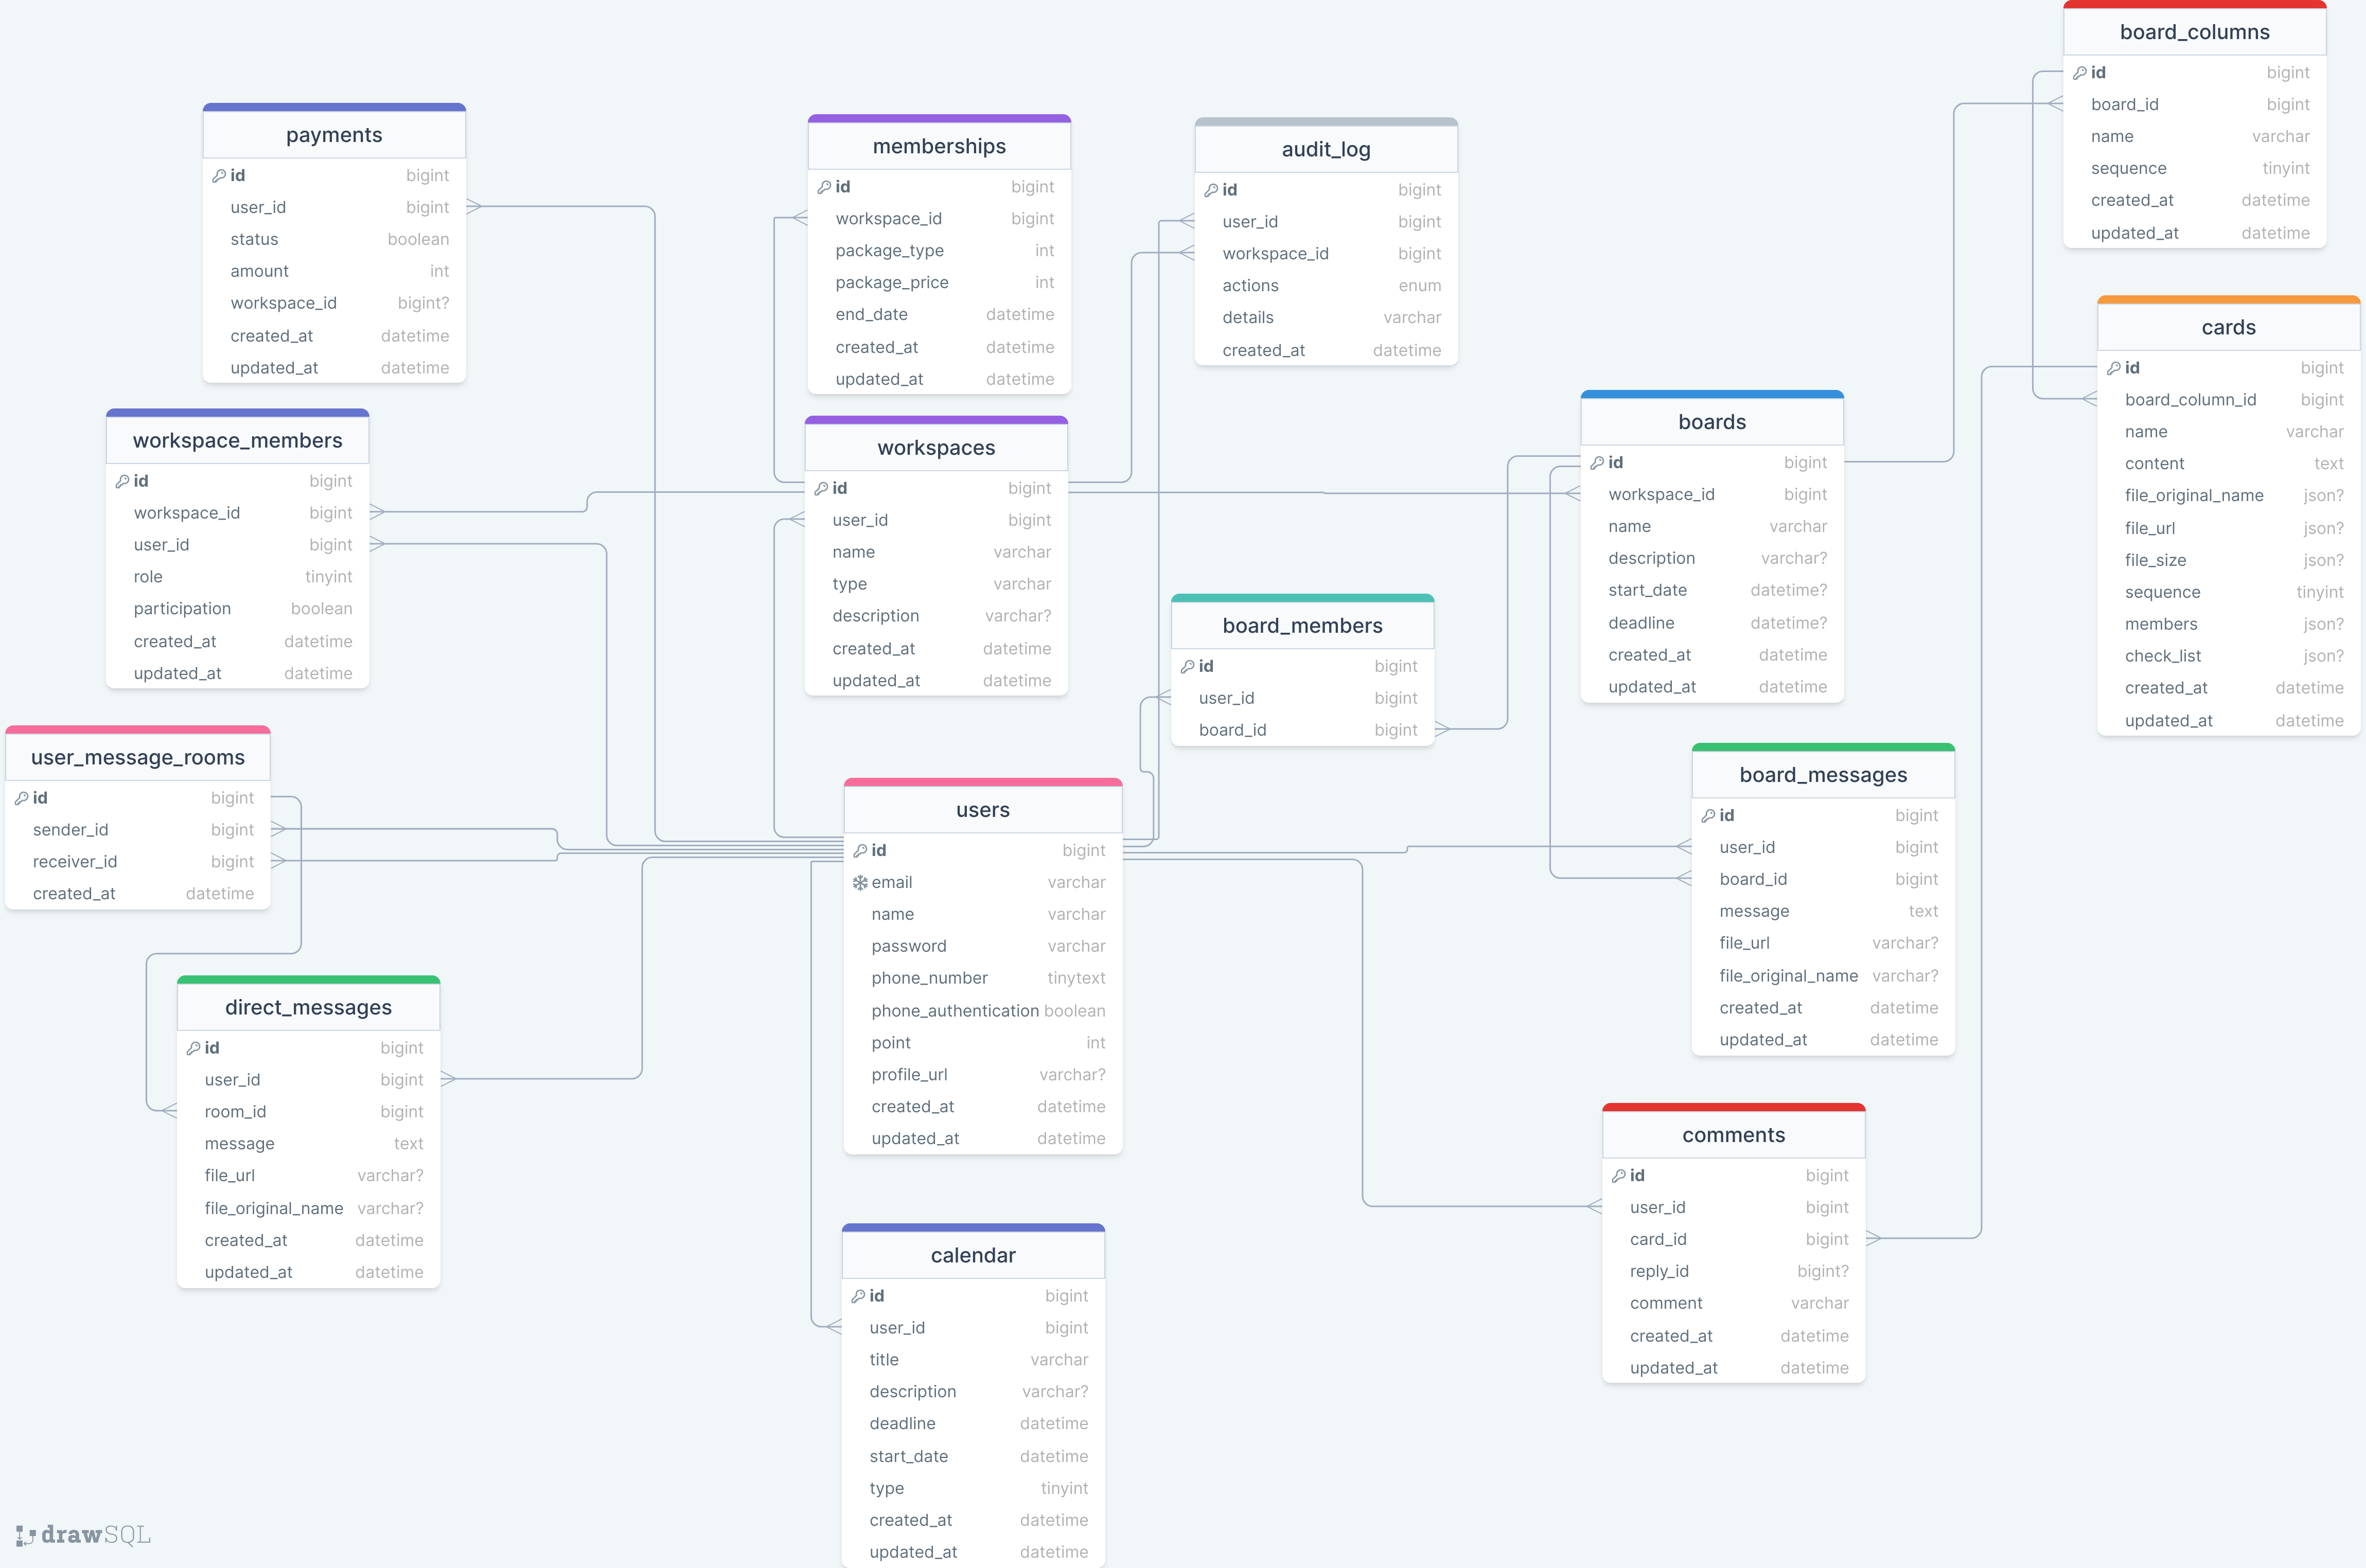 payments
id bigint
user_id bigint
status boolean
amount int
workspace_id bigint?
created_at datetime
updated_at datetime
memberships
id bigint
workspace_id bigint
package_type int
package_price int
end_date datetime
created_at datetime
updated_at datetime
audit_log
id bigint
user_id bigint
workspace_id bigint
actions enum
details varchar
created_at datetime
board_columns
id bigint
board_id bigint
name varchar
sequence tinyint
created_at datetime
updated_at datetime
cards
id bigint
board_column_id bigint
name varchar
content text
file_original_name json?
file_url json?
file_size json?
sequence tinyint
members json?
check_list json?
created_at datetime
updated_at datetime
workspace_members
id bigint
workspace_id bigint
user_id bigint
role tinyint
participation boolean
created_at datetime
updated_at datetime
workspaces
id bigint
user_id bigint
name varchar
type varchar
description varchar?
created_at datetime
updated_at datetime
boards
id bigint
workspace_id bigint
name varchar
description varchar?
start_date datetime?
deadline datetime?
created_at datetime
updated_at datetime
board_members
id bigint
user_id bigint
board_id bigint
user_message_rooms
id bigint
sender_id bigint
receiver_id bigint
created_at datetime
users
id bigint
email varchar
name varchar
password varchar
phone_number tinytext
phone_authentication boolean
point int
profile_url varchar?
created_at datetime
updated_at datetime
board_messages
id bigint
user_id bigint
board_id bigint
message text
file_url varchar?
file_original_name varchar?
created_at datetime
updated_at datetime
direct_messages
id bigint
user_id bigint
room_id bigint
message text
file_url varchar?
file_original_name varchar?
created_at datetime
updated_at datetime
comments
id bigint
user_id bigint
card_id bigint
reply_id bigint?
comment varchar
created_at datetime
updated_at datetime
calendar
id bigint
user_id bigint
title varchar
description varchar?
deadline datetime
start_date datetime
type tinyint
created_at datetime
updated_at datetime
drawSQL